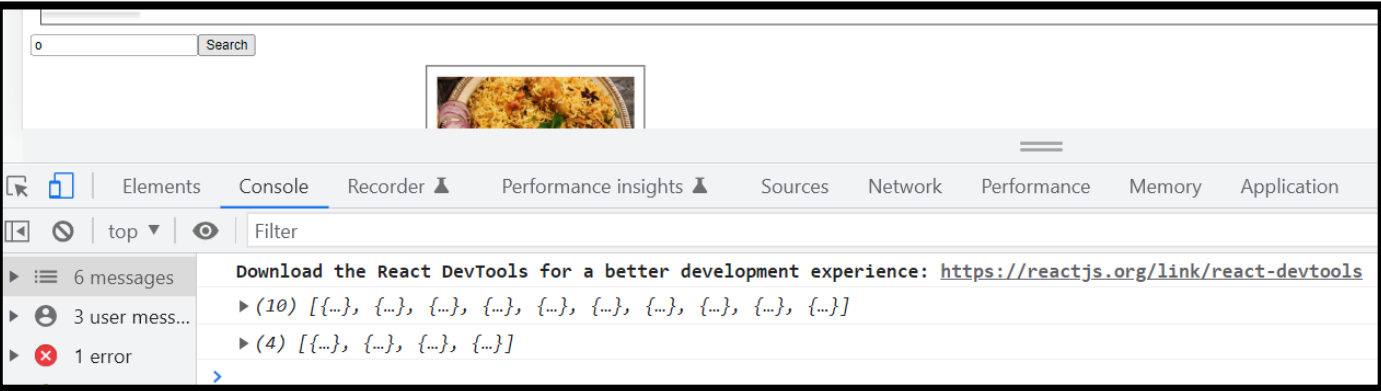 o Search
Elements Console Recorder Performance insights Sources Network Performance Memory Application
top ▼ Filter
6 messages
Download the React DevTools for a better development experience: https://reactjs.org/link/react-devtools
3 user mess...
▶ (10) [{…}, {…}, {…}, {…}, {…}, {…}, {…}, {…}, {…}, {…}]
1 error
▶ (4) [{…}, {…}, {…}, {…}]
>